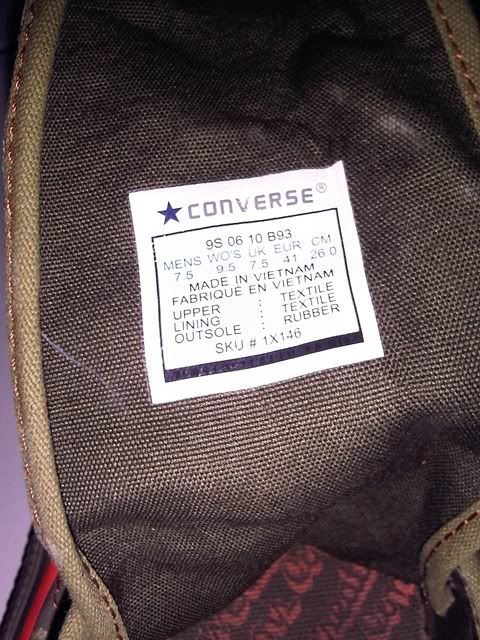 CONVERSE®
9S 06 10 B93
MENS WO'S UK EUR CM
7.5 9.5 7.5 41 26.0
MADE IN VIETNAM
FABRIQUÉ EN VIETNAM
UPPER : TEXTILE
LINING : TEXTILE
OUTSOLE : RUBBER
SKU # 1X146